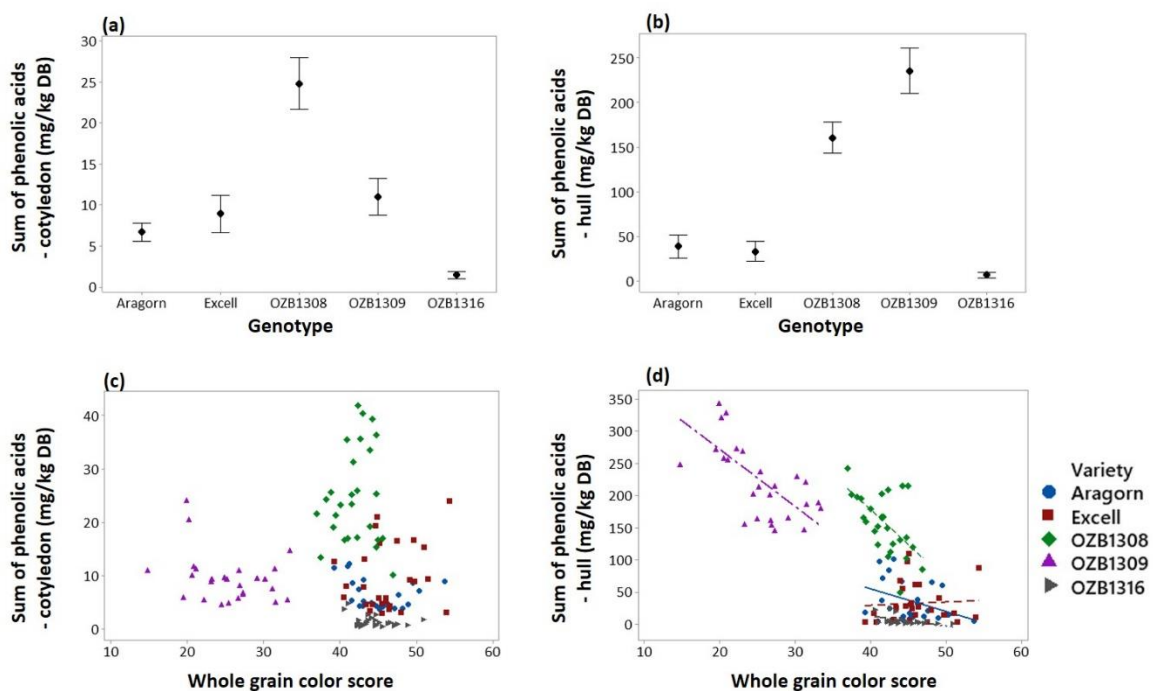 (a)
Sum of phenolic acids
- cotyledon (mg/kg DB)
30
25
20
15
10
5
0
Aragorn Excell OZB1308 OZB1309 OZB1316
Genotype
(b)
Sum of phenolic acids
- hull (mg/kg DB)
250
200
150
100
50
0
Aragorn Excell OZB1308 OZB1309 OZB1316
Genotype
(c)
Sum of phenolic acids
- cotyledon (mg/kg DB)
40
30
20
10
0
10 20 30 40 50 60
Whole grain color score
(d)
Sum of phenolic acids
- hull (mg/kg DB)
350
300
250
200
150
100
50
0
10 20 30 40 50 60
Whole grain color score
Variety
Aragorn
Excell
OZB1308
OZB1309
OZB1316